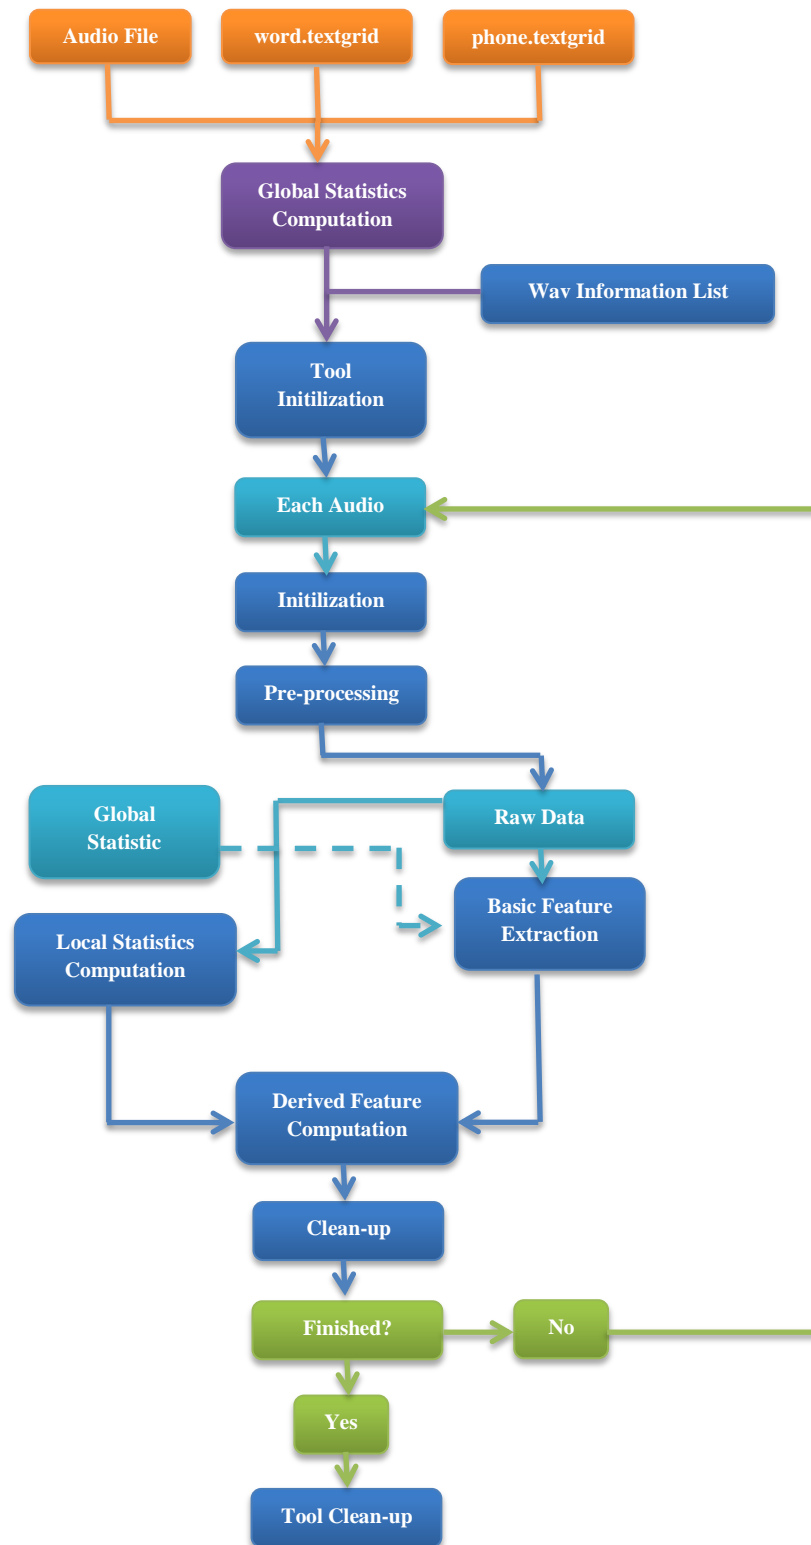 Audio File
word.textgrid
phone.textgrid
Global Statistics
Computation
Wav Information List
Tool
Initilization
Each Audio
Initilization
Pre-processing
Global
Statistic
Raw Data
Basic Feature
Extraction
Local Statistics
Computation
Derived Feature
Computation
Clean-up
Finished?
No
Yes
Tool Clean-up